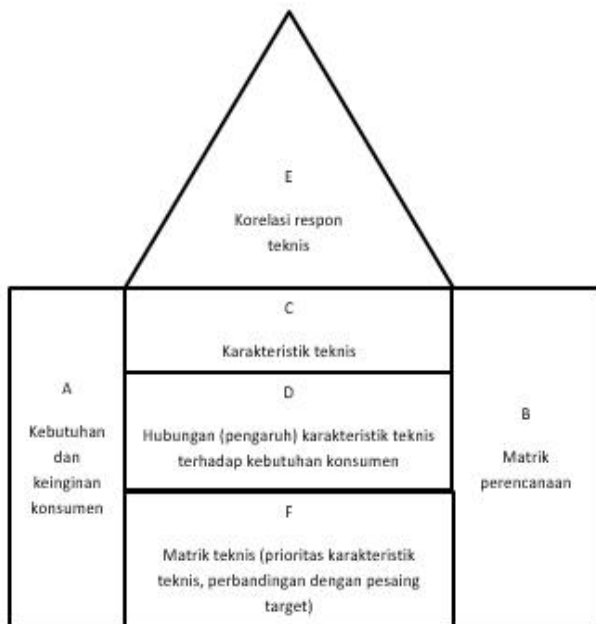 E
Korelasi respon
teknis
C
Karakteristik teknis
A
Kebutuhan
dan
keinginan
konsumen
D
Hubungan (pengaruh) karakteristik teknis
terhadap kebutuhan konsumen
B
Matrik
perencanaan
F
Matrik teknis (prioritas karakteristik
teknis, perbandingan dengan pesaing
target)